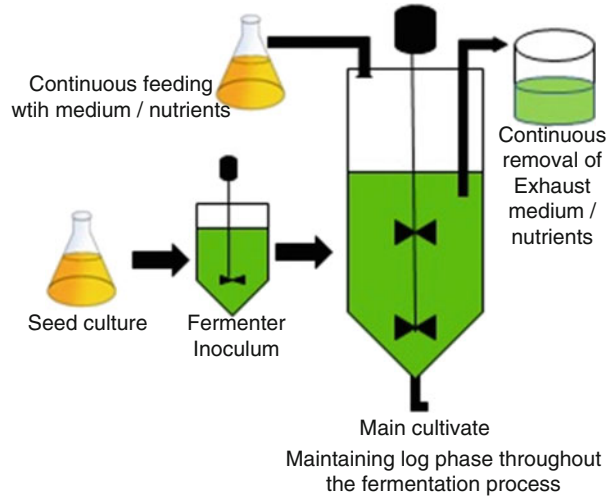 Continuous feeding
wtih medium / nutrients
Continuous
removal of
Exhaust
medium /
nutrients
Seed culture
Fermenter
Inoculum
Main cultivate
Maintaining log phase throughout
the fermentation process